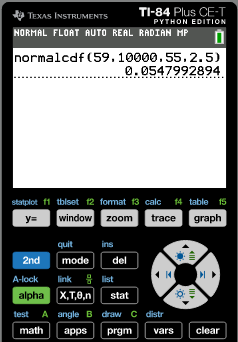 TEXAS INSTRUMENTS TI-84 Plus CE-T
PYTHON EDITION
NORMAL FLOAT AUTO REAL RADIAN MP
normalcdf(59,10000,55,2.5)
0.0547992894
statplot f1 tblset f2 format f3 calc f4 table f5
y= window zoom trace graph
quit ins
2nd mode del
A-lock link list
alpha X,T,θ,n stat
test A angle B draw C distr
math apps prgm vars clear